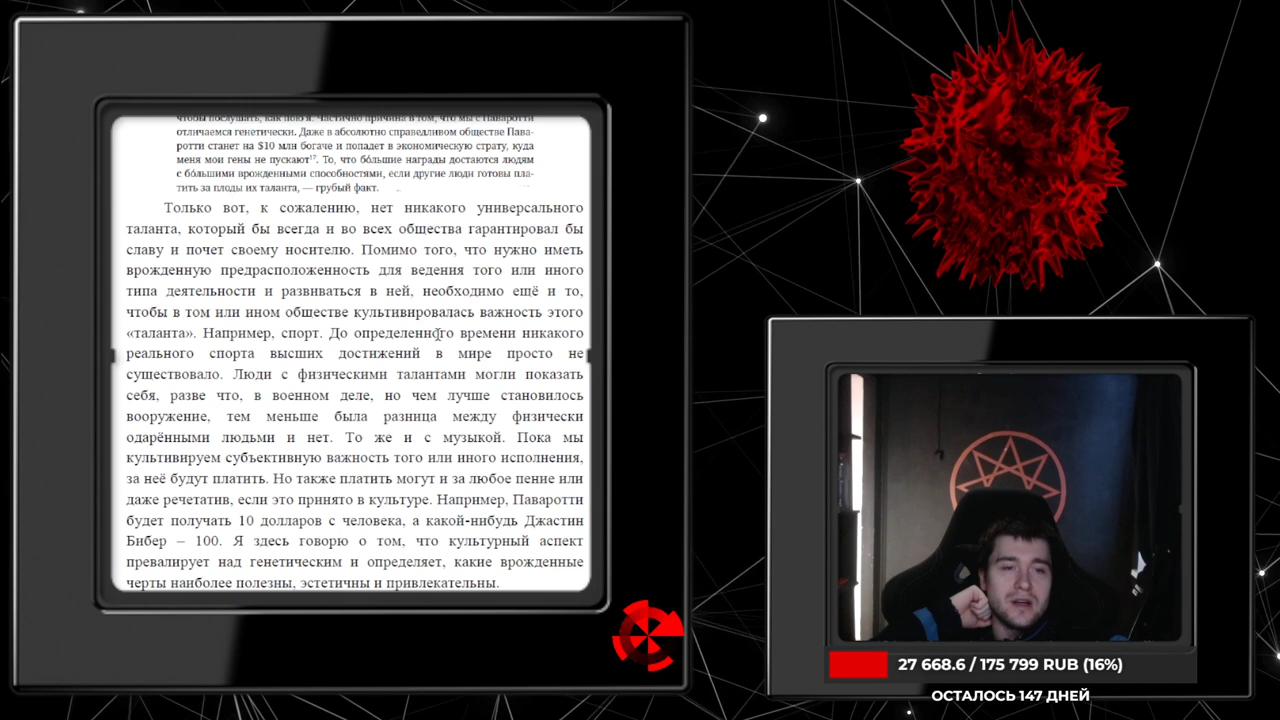 чтобы послушать, как пою я. Частично причина в том, что мы с Паваротти
отличаемся генетически. Даже в абсолютно справедливом обществе Пава-
ротти станет на $10 млн богаче и попадет в экономическую страту, куда
меня мои гены не пускают¹⁷. То, что бо́льшие награды достаются людям
с бо́льшими врожденными способностями, если другие люди готовы пла-
тить за плоды их таланта, — грубый факт.
Только вот, к сожалению, нет никакого универсального
таланта, который бы всегда и во всех общества гарантировал бы
славу и почет своему носителю. Помимо того, что нужно иметь
врожденную предрасположенность для ведения того или иного
типа деятельности и развиваться в ней, необходимо ещё и то,
чтобы в том или ином обществе культивировалась важность этого
«таланта». Например, спорт. До определенного времени никакого
реального спорта высших достижений в мире просто не
существовало. Люди с физическими талантами могли показать
себя, разве что, в военном деле, но чем лучше становилось
вооружение, тем меньше была разница между физически
одарёнными людьми и нет. То же и с музыкой. Пока мы
культивируем субъективную важность того или иного исполнения,
за неё будут платить. Но также платить могут и за любое пение или
даже речетатив, если это принято в культуре. Например, Паваротти
будет получать 10 долларов с человека, а какой-нибудь Джастин
Бибер – 100. Я здесь говорю о том, что культурный аспект
превалирует над генетическим и определяет, какие врожденные
черты наиболее полезны, эстетичны и привлекательны.
27 668.6 / 175 799 RUB (16%)
ОСТАЛОСЬ 147 ДНЕЙ